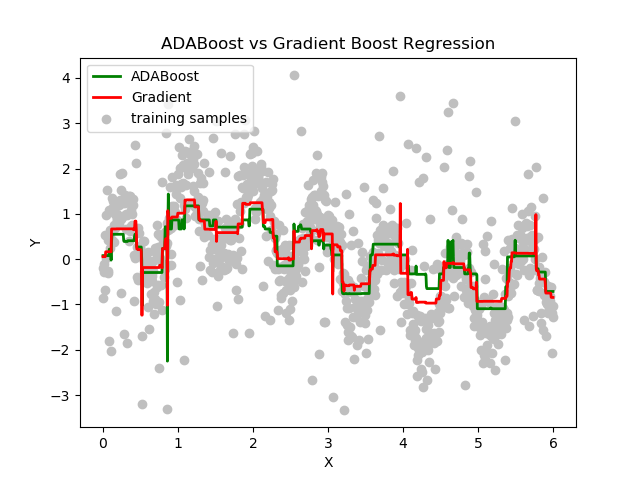 ADABoost vs Gradient Boost Regression
ADABoost
Gradient
training samples
Y
4
3
2
1
0
−1
−2
−3
0
1
2
3
4
5
6
X